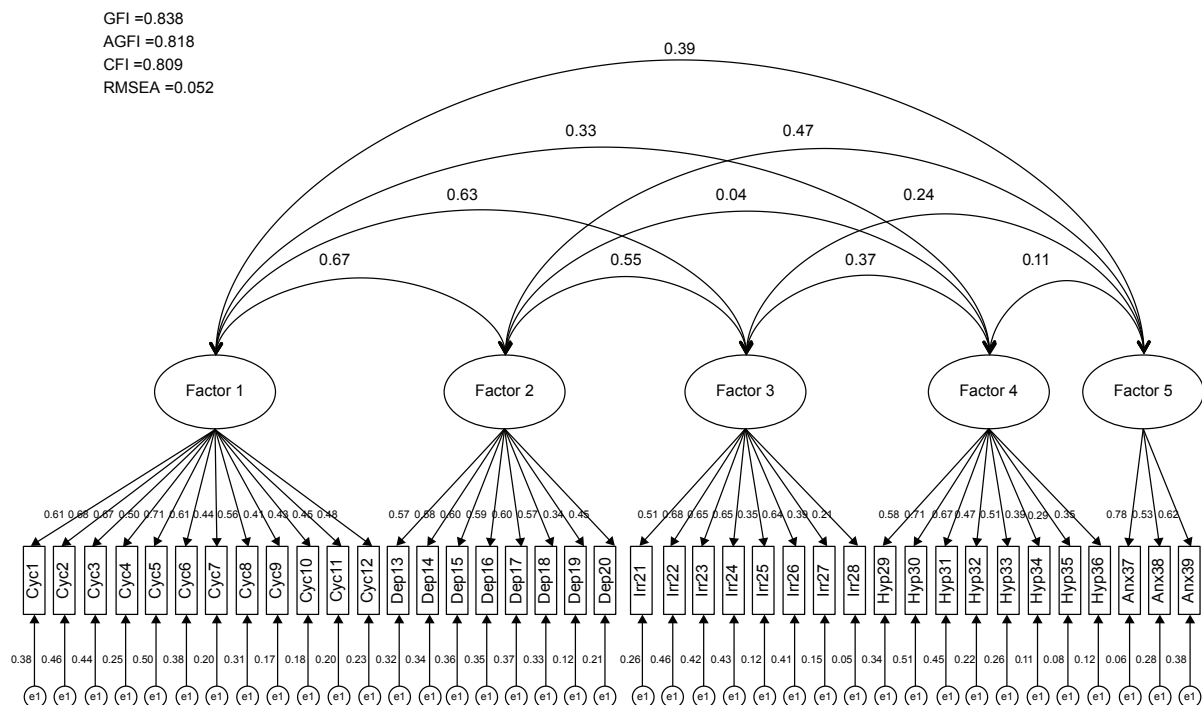 GFI =0.838
AGFI =0.818
CFI =0.809
RMSEA =0.052
0.39
0.33 0.47
0.63 0.04 0.24
0.67 0.55 0.37 0.11
Factor 1 Factor 2 Factor 3 Factor 4 Factor 5
0.61 0.68 0.67 0.50 0.71 0.61 0.44 0.56 0.41 0.43 0.45 0.48 0.57 0.58 0.60 0.59 0.60 0.57 0.34 0.45 0.51 0.68 0.65 0.65 0.35 0.64 0.39 0.21 0.58 0.71 0.67 0.47 0.51 0.39 0.29 0.35 0.78 0.53 0.62
Cyc1 Cyc2 Cyc3 Cyc4 Cyc5 Cyc6 Cyc7 Cyc8 Cyc9 Cyc10 Cyc11 Cyc12 Dep13 Dep14 Dep15 Dep16 Dep17 Dep18 Dep19 Dep20 Irr21 Irr22 Irr23 Irr24 Irr25 Irr26 Irr27 Irr28 Hyp29 Hyp30 Hyp31 Hyp32 Hyp33 Hyp34 Hyp35 Hyp36 Anx37 Anx38 Anx39
0.38 0.46 0.44 0.25 0.50 0.38 0.20 0.31 0.17 0.18 0.20 0.23 0.32 0.34 0.36 0.35 0.37 0.33 0.12 0.21 0.26 0.46 0.42 0.43 0.12 0.41 0.15 0.05 0.34 0.51 0.45 0.22 0.26 0.11 0.08 0.12 0.06 0.28 0.38
e1 e1 e1 e1 e1 e1 e1 e1 e1 e1 e1 e1 e1 e1 e1 e1 e1 e1 e1 e1 e1 e1 e1 e1 e1 e1 e1 e1 e1 e1 e1 e1 e1 e1 e1 e1 e1 e1 e1